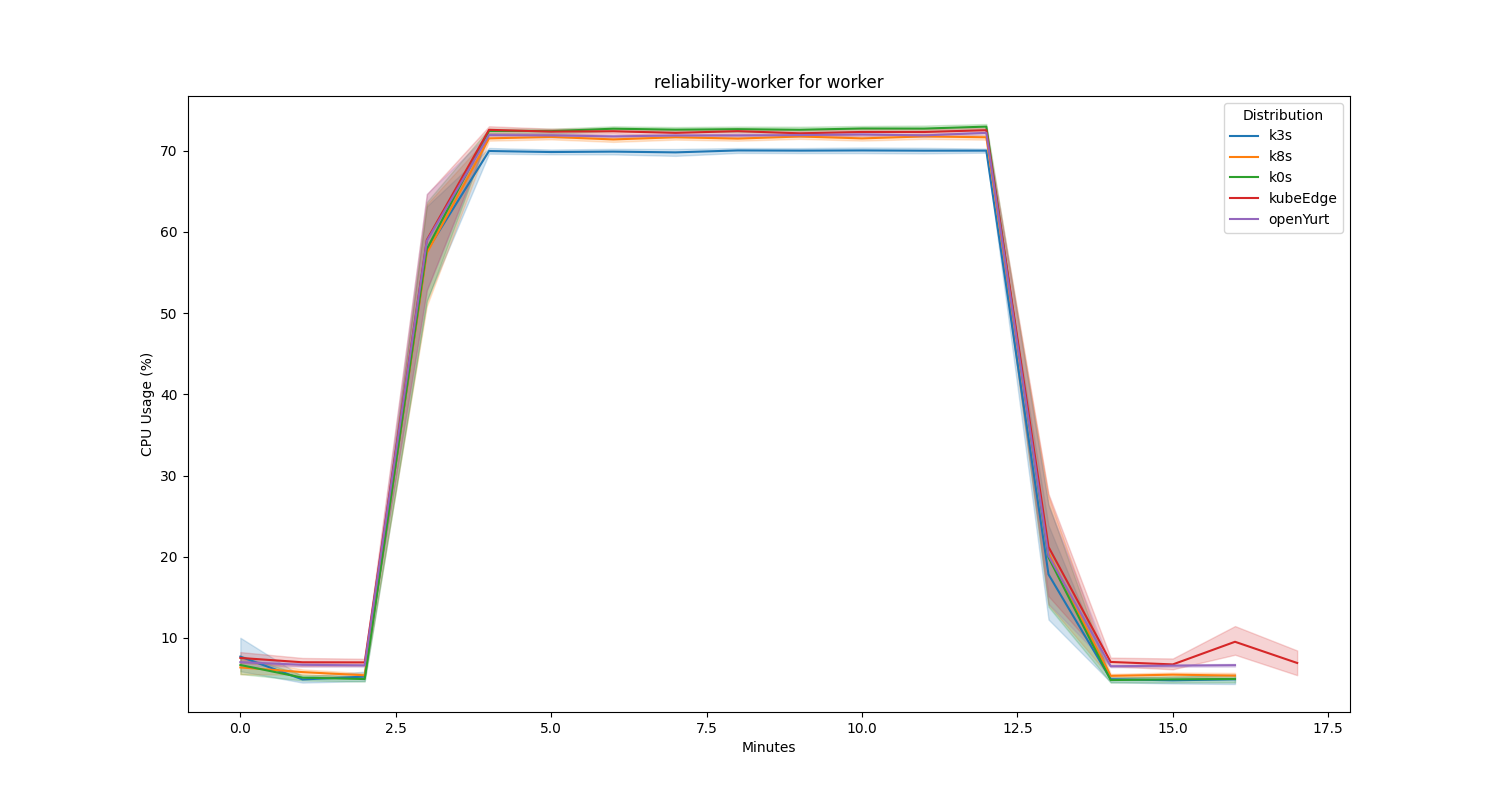 reliability-worker for worker
Distribution
k3s
k8s
k0s
kubeEdge
openYurt
CPU Usage (%)
70
60
50
40
30
20
10
0.0 2.5 5.0 7.5 10.0 12.5 15.0 17.5
Minutes